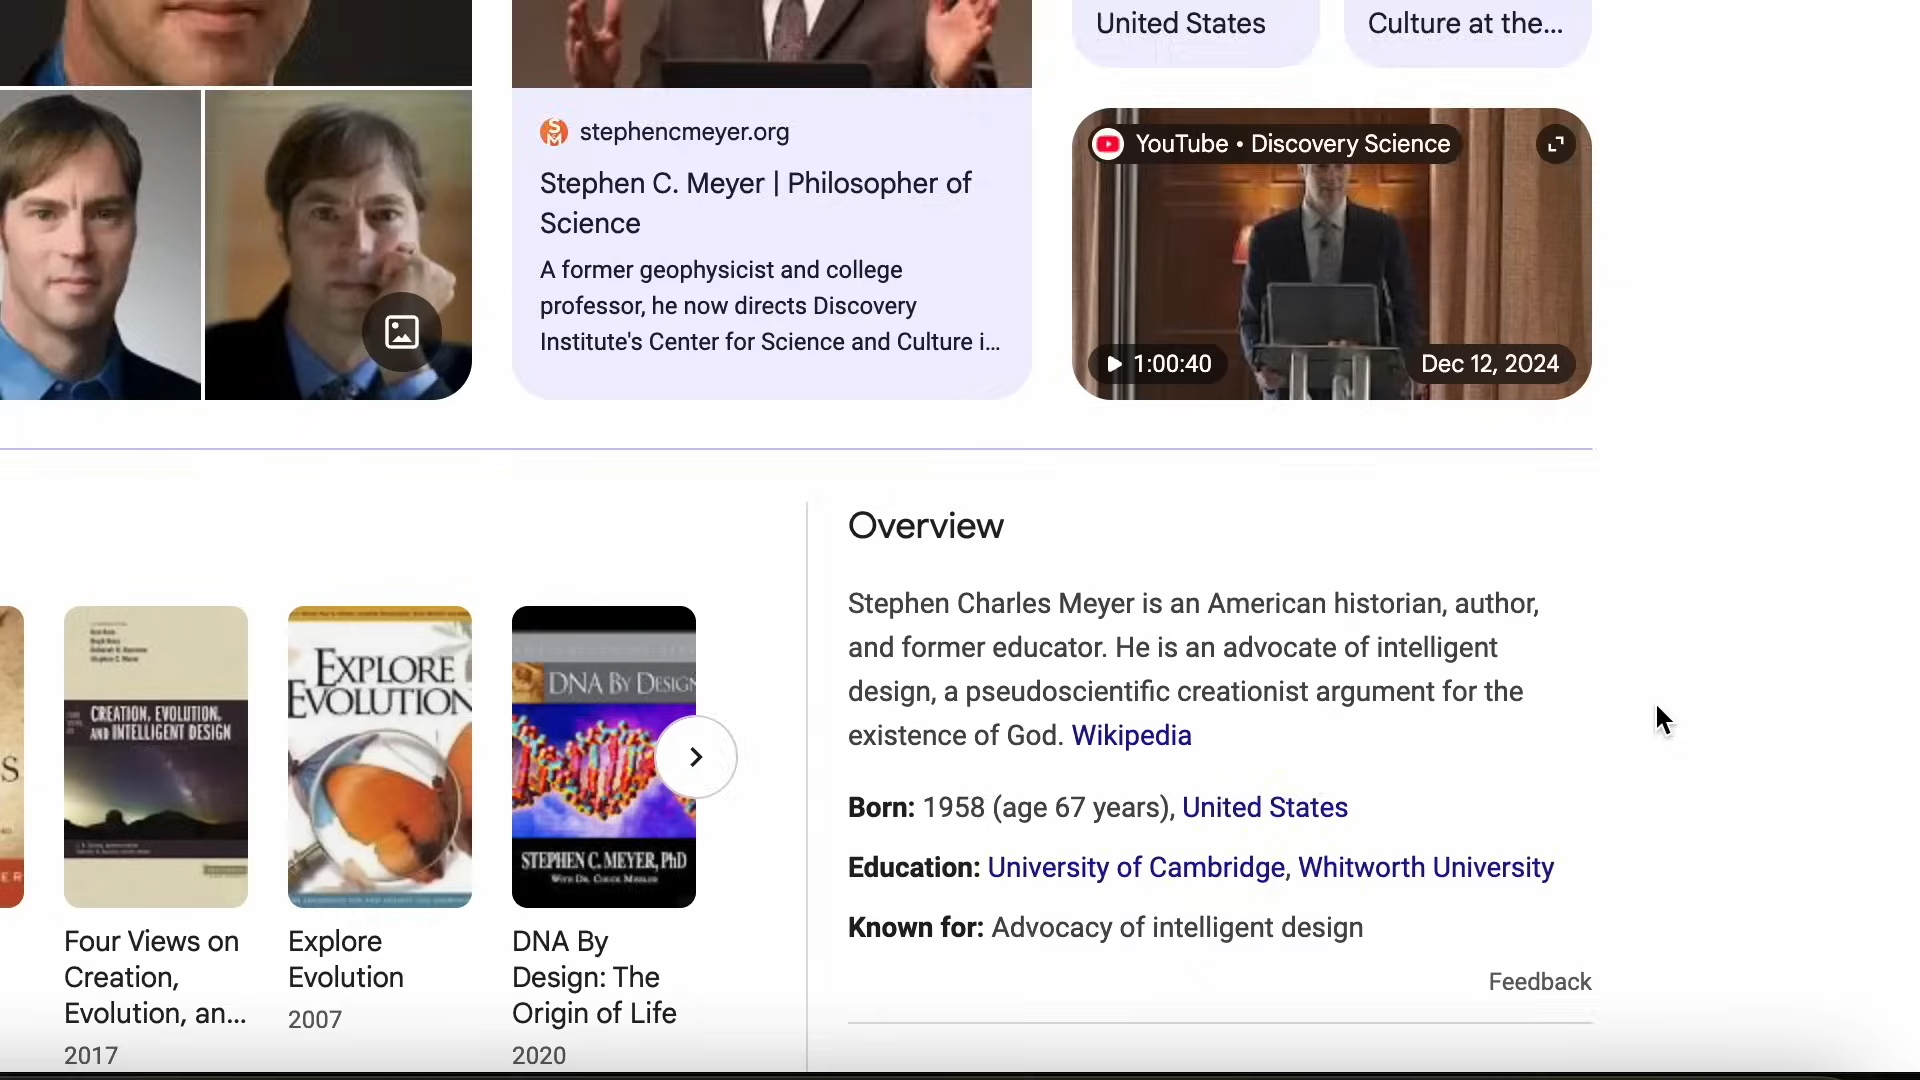 United States
Culture at the...
stephencmeyer.org
Stephen C. Meyer | Philosopher of
Science
A former geophysicist and college
professor, he now directs Discovery
Institute's Center for Science and Culture i...
YouTube • Discovery Science
1:00:40
Dec 12, 2024
CREATION, EVOLUTION,
AND INTELLIGENT DESIGN
EXPLORE
EVOLUTION
DNA BY DESIGN
STEPHEN C. MEYER, PHD
WITH DR. CHUCK MISSLER
Four Views on
Creation,
Evolution, an...
2017
Explore
Evolution
2007
DNA By
Design: The
Origin of Life
2020
Overview
Stephen Charles Meyer is an American historian, author,
and former educator. He is an advocate of intelligent
design, a pseudoscientific creationist argument for the
existence of God. Wikipedia
Born: 1958 (age 67 years), United States
Education: University of Cambridge, Whitworth University
Known for: Advocacy of intelligent design
Feedback